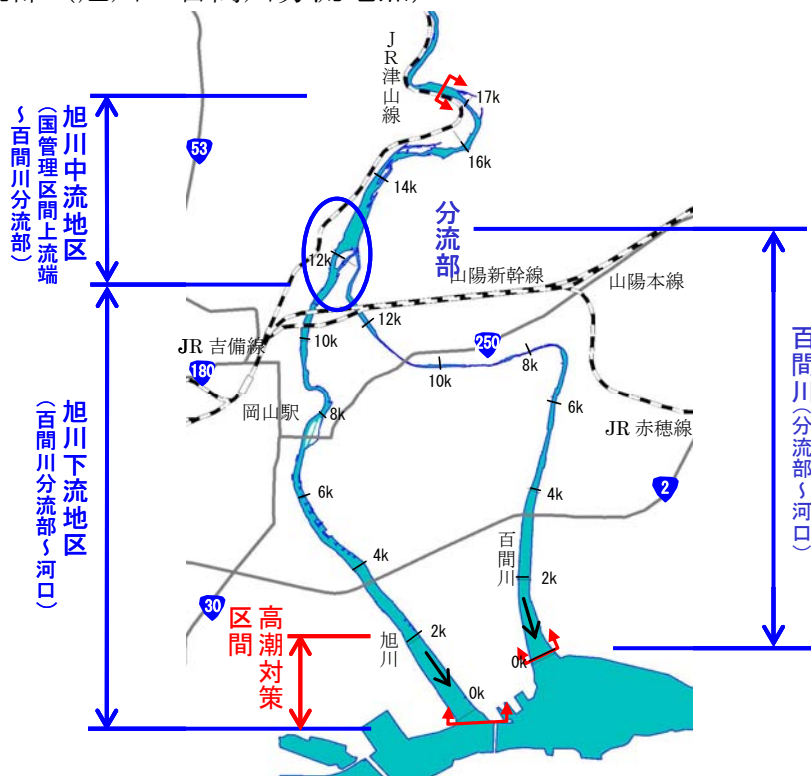 JR津山線
17k
16k
14k
53
旭川中流地区
(国管理区間上流端
～百間川分流部)
分流部
12k
山陽新幹線
山陽本線
12k
10k
250
8k
10k
JR 吉備線
180
岡山駅
8k
6k
JR 赤穂線
百間川(分流部～河口)
旭川下流地区
(百間川分流部～河口)
6k
4k
2
百間川
4k
2k
30
高潮対策
区間
旭川
2k
0k
0k